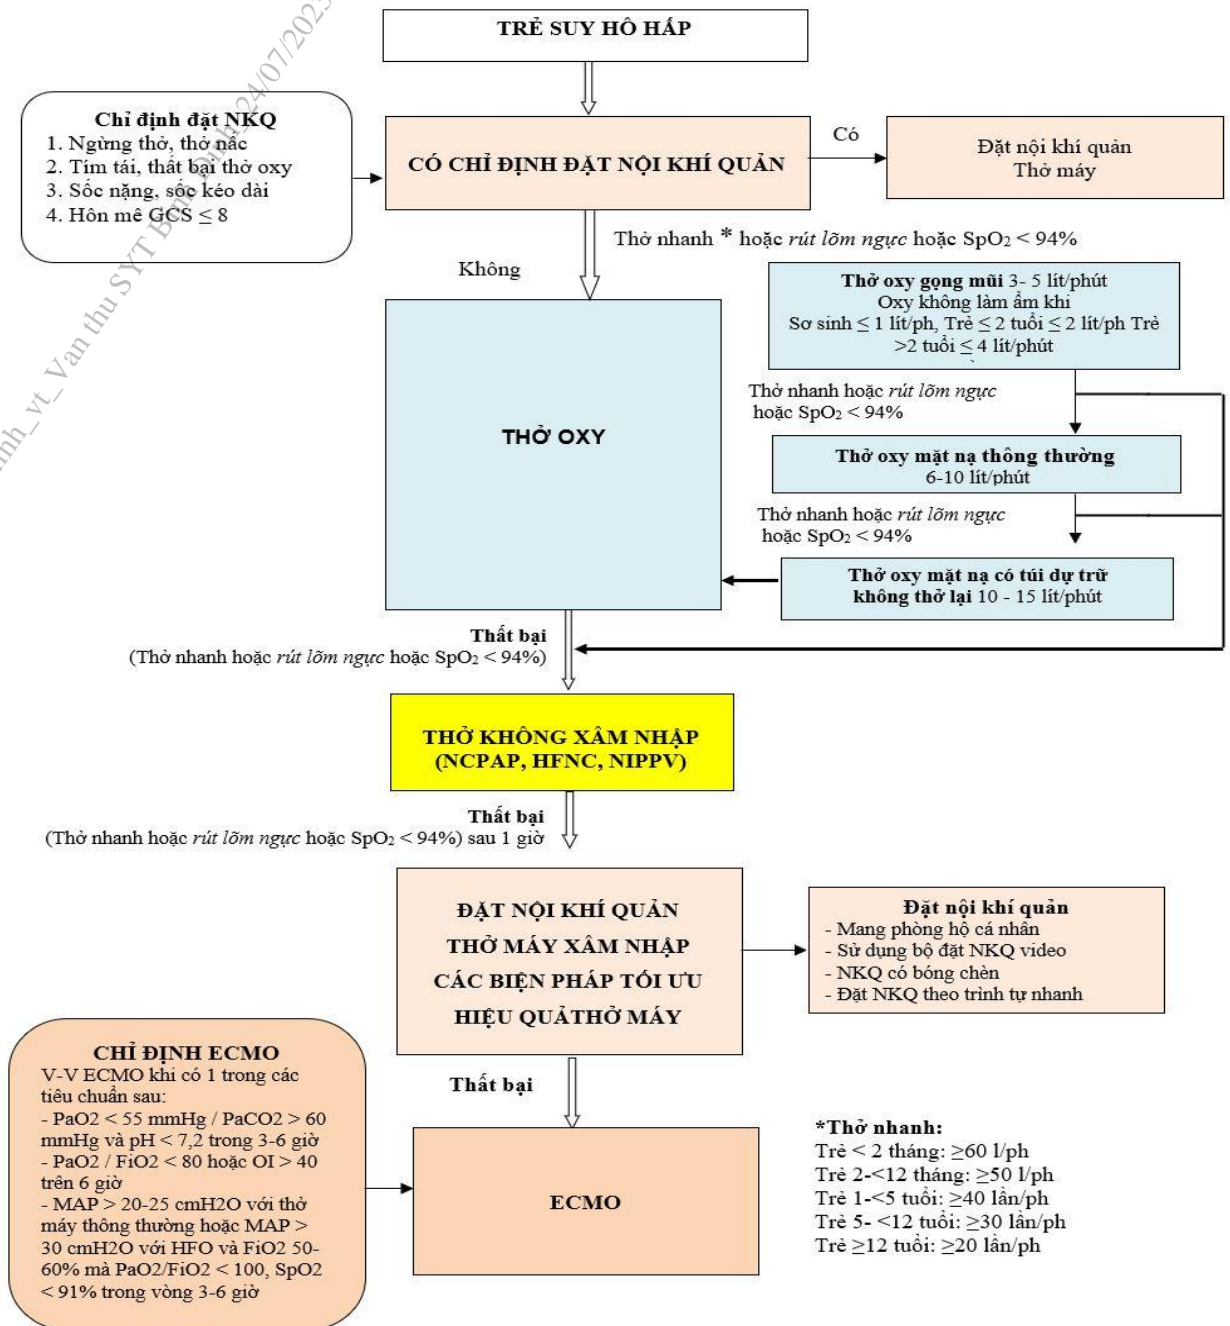 TRẺ SUY HÔ HẤP
Chỉ định đặt NKQ
1. Ngừng thở, thở nấc
2. Tím tái, thất bại thở oxy
3. Sốc nặng, sốc kéo dài
4. Hôn mê GCS ≤ 8
CÓ CHỈ ĐỊNH ĐẶT NỘI KHÍ QUẢN
Có
Đặt nội khí quản
Thở máy
Thở nhanh * hoặc rút lõm ngực hoặc SpO2 < 94%
Không
Thở oxy gọng mũi 3- 5 lít/phút
Oxy không làm ẩm khi
Sơ sinh ≤ 1 lít/ph, Trẻ ≤ 2 tuổi ≤ 2 lít/ph Trẻ
>2 tuổi ≤ 4 lít/phút
Thở nhanh hoặc rút lõm ngực
hoặc SpO2 < 94%
THỞ OXY
Thở oxy mặt nạ thông thường
6-10 lít/phút
Thở nhanh hoặc rút lõm ngực
hoặc SpO2 < 94%
Thở oxy mặt nạ có túi dự trữ
không thở lại 10 - 15 lít/phút
Thất bại
(Thở nhanh hoặc rút lõm ngực hoặc SpO2 < 94%)
THỞ KHÔNG XÂM NHẬP
(NCPAP, HFNC, NIPPV)
Thất bại
(Thở nhanh hoặc rút lõm ngực hoặc SpO2 < 94%) sau 1 giờ
ĐẶT NỘI KHÍ QUẢN
THỞ MÁY XÂM NHẬP
CÁC BIỆN PHÁP TỐI ƯU
HIỆU QUẢTHỞ MÁY
Đặt nội khí quản
- Mang phòng hộ cá nhân
- Sử dụng bộ đặt NKQ video
- NKQ có bóng chèn
- Đặt NKQ theo trình tự nhanh
Thất bại
CHỈ ĐỊNH ECMO
V-V ECMO khi có 1 trong các
tiêu chuẩn sau:
- PaO2 < 55 mmHg / PaCO2 > 60
mmHg và pH < 7,2 trong 3-6 giờ
- PaO2 / FiO2 < 80 hoặc OI > 40
trên 6 giờ
- MAP > 20-25 cmH2O với thở
máy thông thường hoặc MAP >
30 cmH2O với HFO và FiO2 50-
60% mà PaO2/FiO2 < 100, SpO2
< 91% trong vòng 3-6 giờ
ECMO
*Thở nhanh:
Trẻ < 2 tháng: ≥60 l/ph
Trẻ 2-<12 tháng: ≥50 l/ph
Trẻ 1-<5 tuổi: ≥40 lần/ph
Trẻ 5- <12 tuổi: ≥30 lần/ph
Trẻ ≥12 tuổi: ≥20 lần/ph